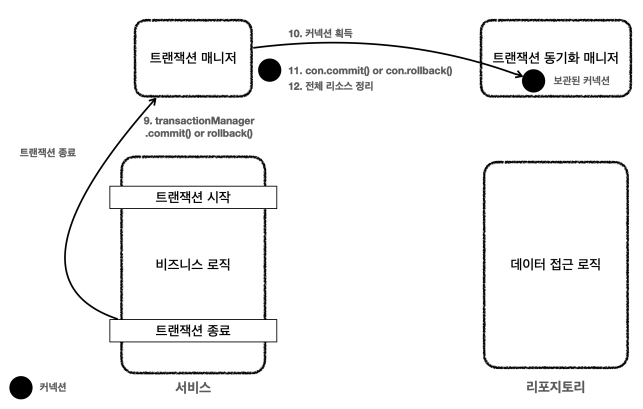 10. 커넥션 획득
트랜잭션 매니저
트랜잭션 동기화 매니저
11. con.commit() or con.rollback()
12. 전체 리소스 정리
보관된 커넥션
9. transactionManager
.commit() or rollback()
트랜잭션 종료
트랜잭션 시작
비즈니스 로직
데이터 접근 로직
트랜잭션 종료
커넥션
서비스
리포지토리